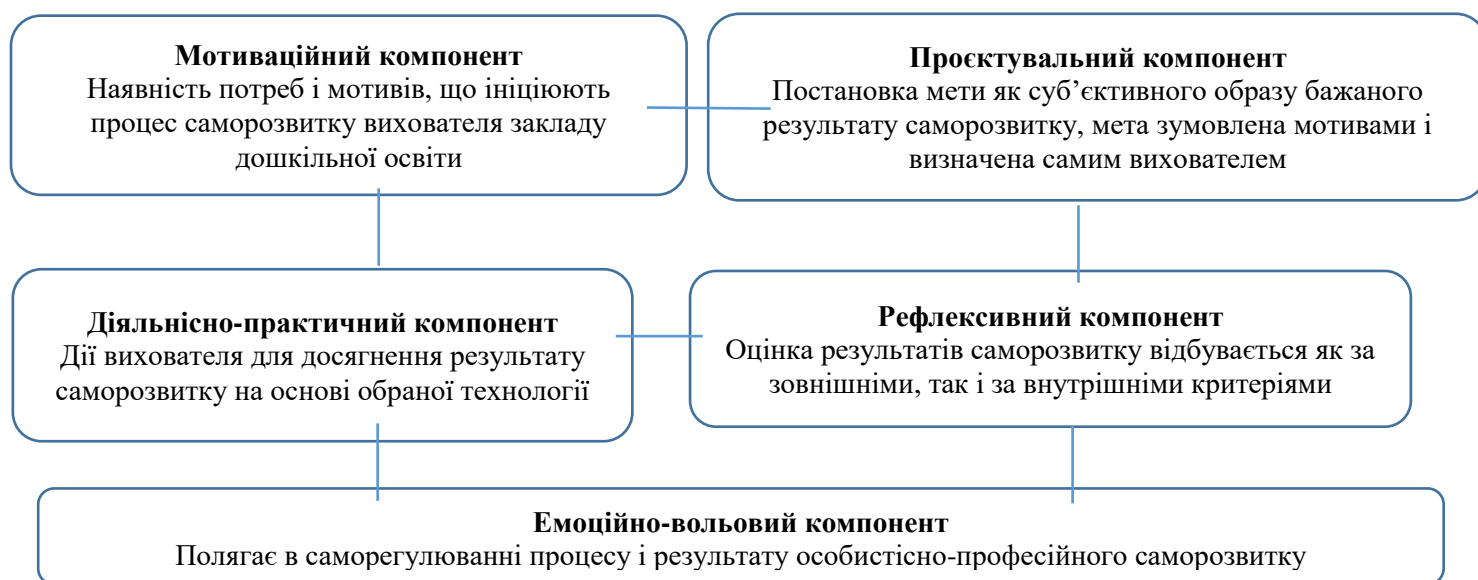 Мотиваційний компонент
Наявність потреб і мотивів, що ініціюють
процес саморозвитку вихователя закладу
дошкільної освіти
Проєктувальний компонент
Постановка мети як суб’єктивного образу бажаного
результату саморозвитку, мета зумовлена мотивами і
визначена самим вихователем
Діяльнісно-практичний компонент
Дії вихователя для досягнення результату
саморозвитку на основі обраної технології
Рефлексивний компонент
Оцінка результатів саморозвитку відбувається як за
зовнішніми, так і за внутрішніми критеріями
Емоційно-вольовий компонент
Полягає в саморегулюванні процесу і результату особистісно-професійного саморозвитку